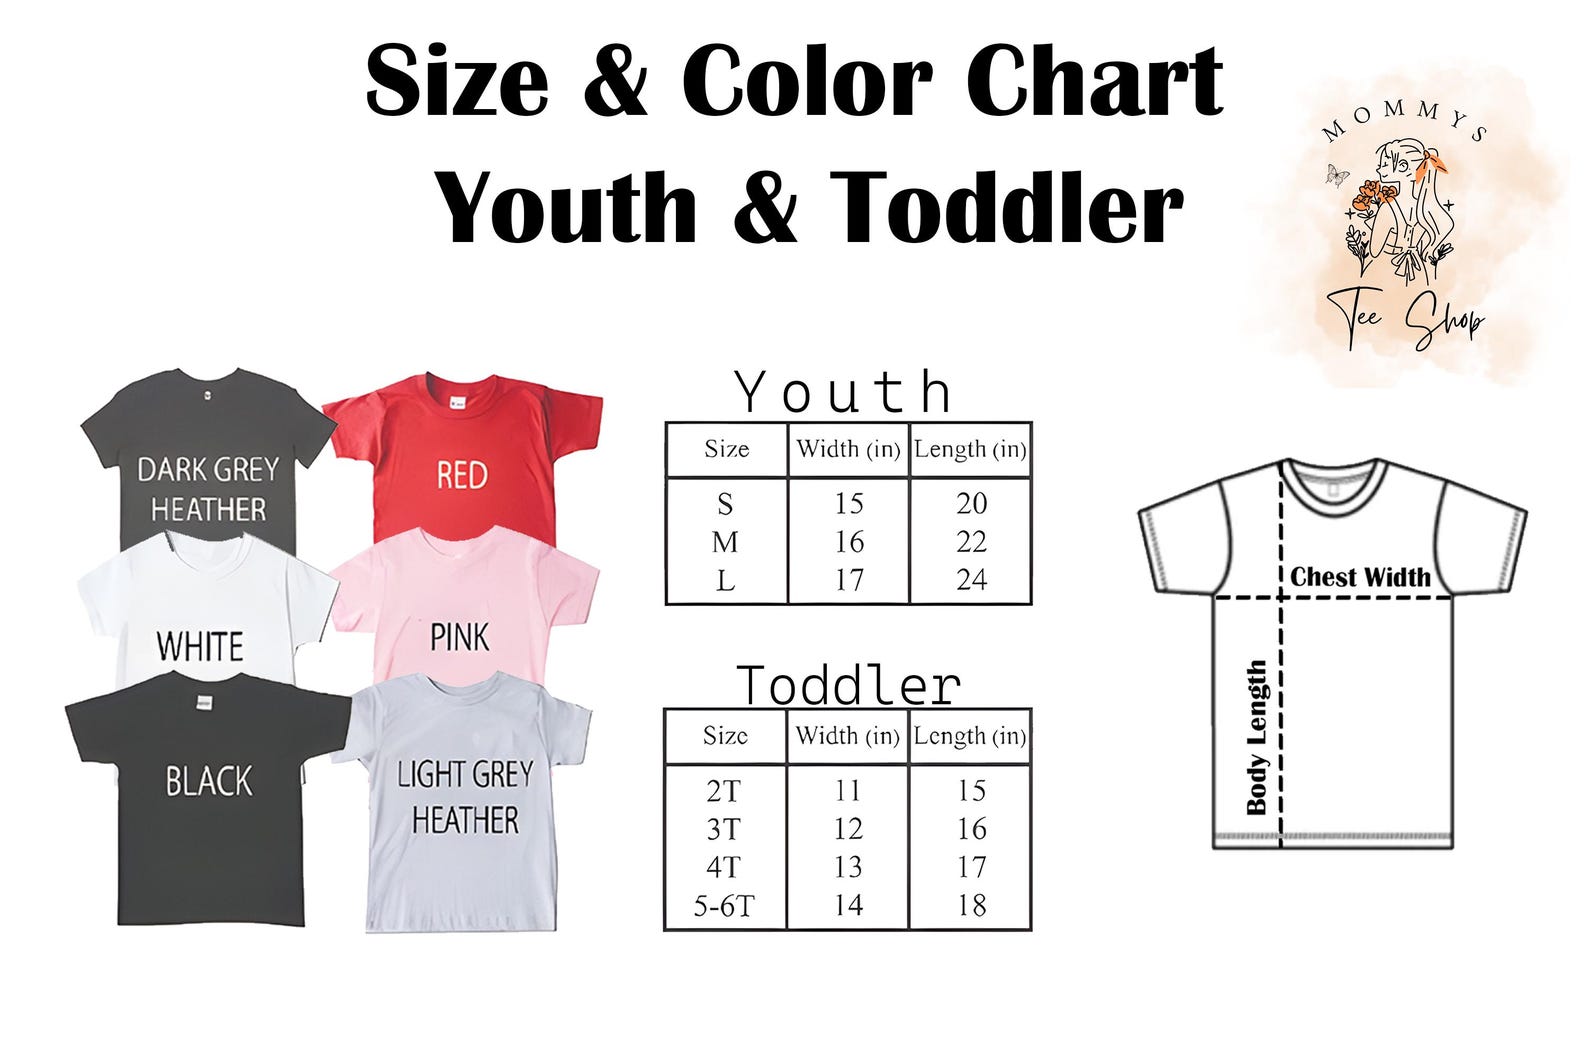 Size & Color Chart
Youth & Toddler
MOMMYS
Tee Shop
DARK GREY
HEATHER
RED
WHITE
PINK
BLACK
LIGHT GREY
HEATHER
Youth
Size Width (in) Length (in)
S 15 20
M 16 22
L 17 24
Toddler
Size Width (in) Length (in)
2T 11 15
3T 12 16
4T 13 17
5-6T 14 18
Chest Width
Body Length